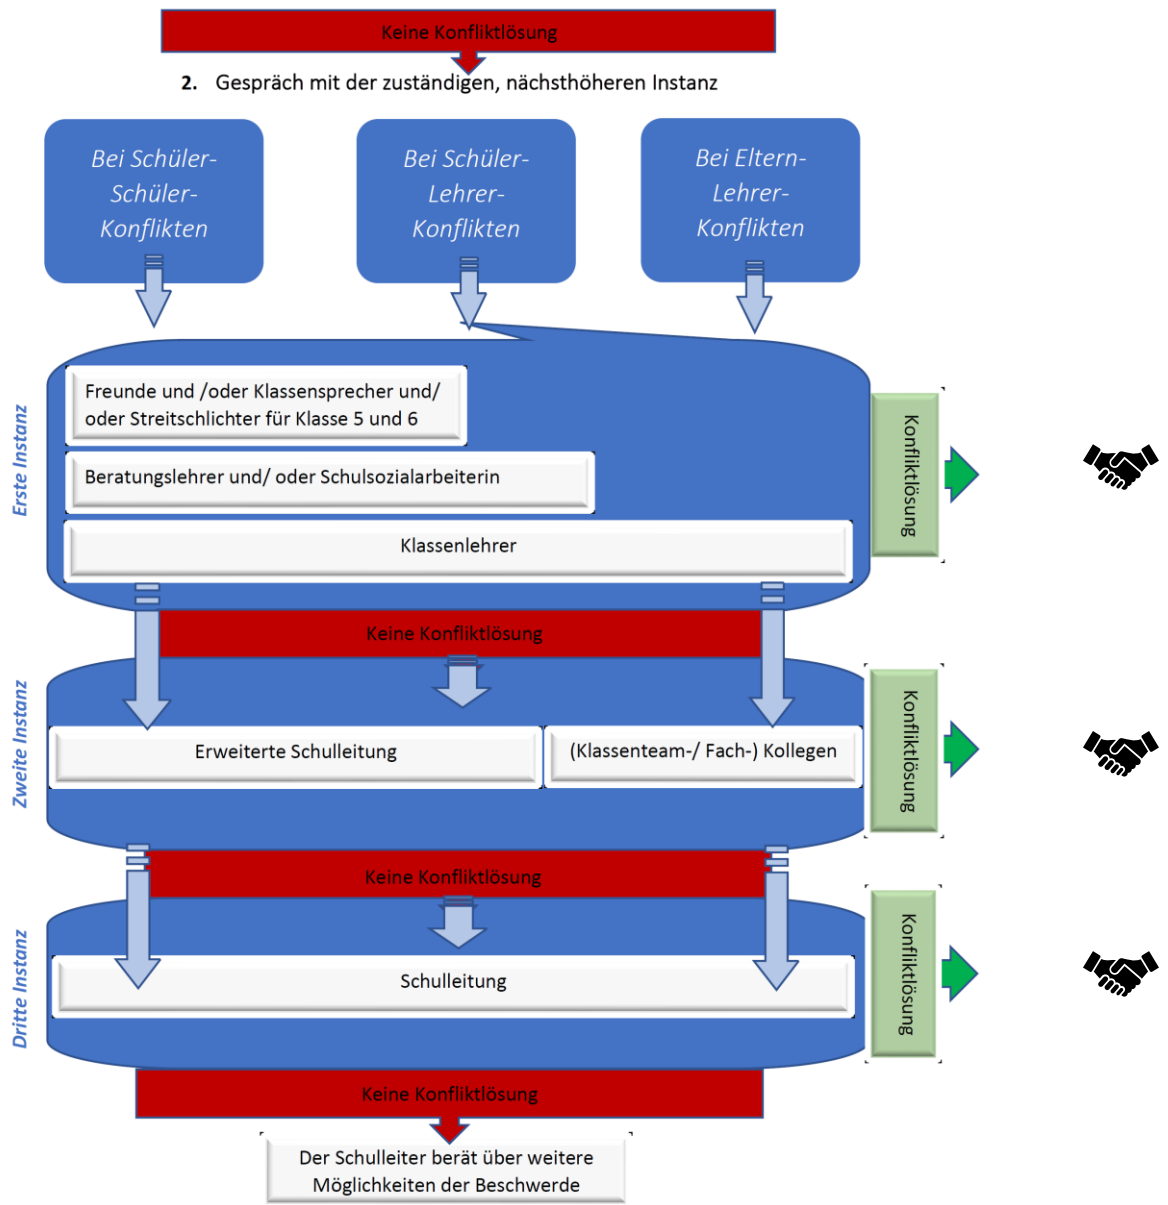 Keine Konfliktlösung
2. Gespräch mit der zuständigen, nächsthöheren Instanz
Bei Schüler-
Schüler-
Konflikten
Bei Schüler-
Lehrer-
Konflikten
Bei Eltern-
Lehrer-
Konflikten
Erste Instanz
Freunde und /oder Klassensprecher und/
oder Streitschlichter für Klasse 5 und 6
Beratungslehrer und/ oder Schulsozialarbeiterin
Klassenlehrer
Konfliktlösung
Keine Konfliktlösung
Zweite Instanz
Erweiterte Schulleitung
(Klassenteam-/ Fach-) Kollegen
Konfliktlösung
Keine Konfliktlösung
Dritte Instanz
Schulleitung
Konfliktlösung
Keine Konfliktlösung
Der Schulleiter berät über weitere
Möglichkeiten der Beschwerde